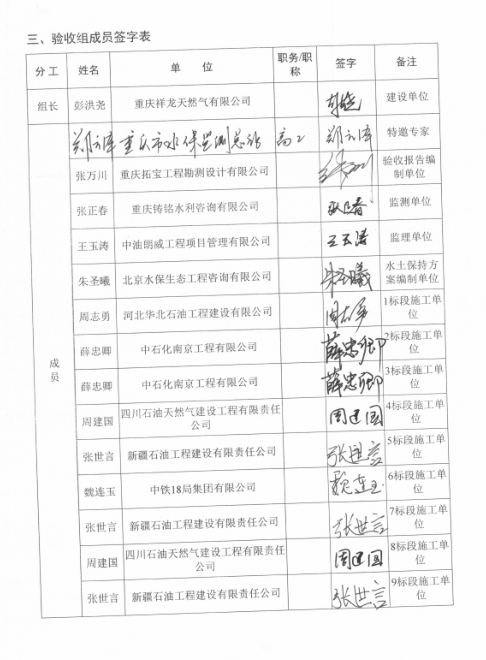 三、验收组成员签字表
分工 姓名 单 位 职务/职称 签字 备注
组长 彭洪尧 重庆祥龙天然气有限公司 建设单位
成员
重庆市水保监测总站 高工 特邀专家
张万川 重庆拓宝工程勘测设计有限公司 验收报告编制单位
张正春 重庆铸铭水利咨询有限公司 监测单位
王玉涛 中油朗威工程项目管理有限公司 王玉涛 监理单位
朱圣曦 北京水保生态工程咨询有限公司 朱圣曦 水土保持方案编制单位
周志勇 河北华北石油工程建设有限公司 1标段施工单位
薛忠卿 中石化南京工程有限公司 薛忠卿 2标段施工单位
薛忠卿 中石化南京工程有限公司 薛忠卿 3标段施工单位
周建国 四川石油天然气建设工程有限责任公司 周建国 4标段施工单位
张世言 新疆石油工程建设有限责任公司 张世言 5标段施工单位
魏连玉 中铁18局集团有限公司 魏连玉 6标段施工单位
张世言 新疆石油工程建设有限责任公司 张世言 7标段施工单位
周建国 四川石油天然气建设工程有限责任公司 周建国 8标段施工单位
张世言 新疆石油工程建设有限责任公司 张世言 9标段施工单位